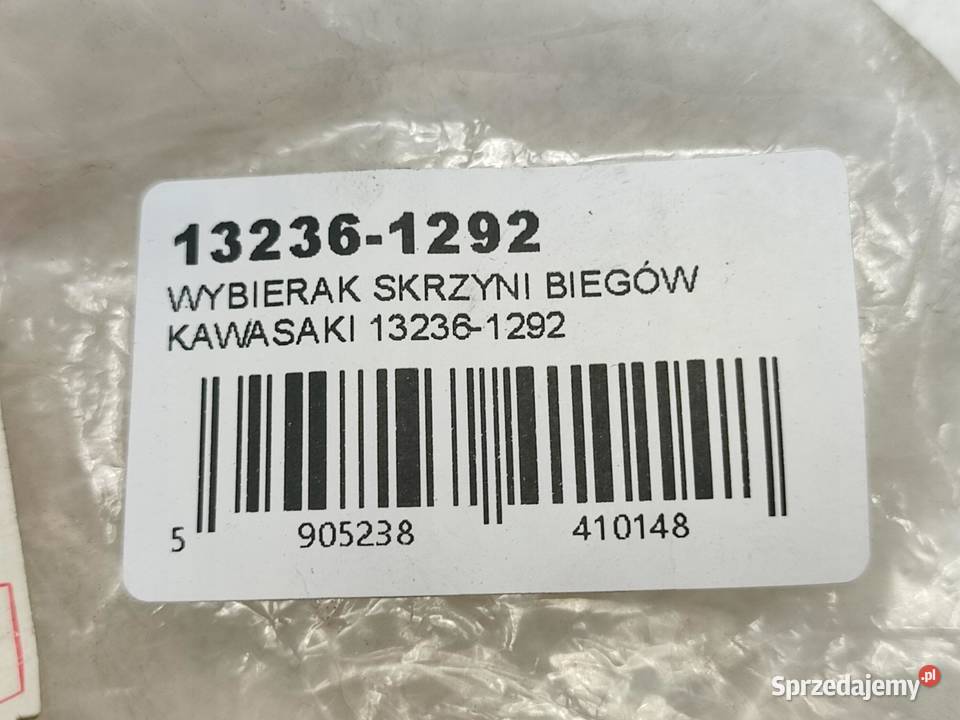 13236-1292
WYBIERAK SKRZYNI BIEGÓW
KAWASAKI 13236-1292
5 905238 410148
Sprzedajemy.pl